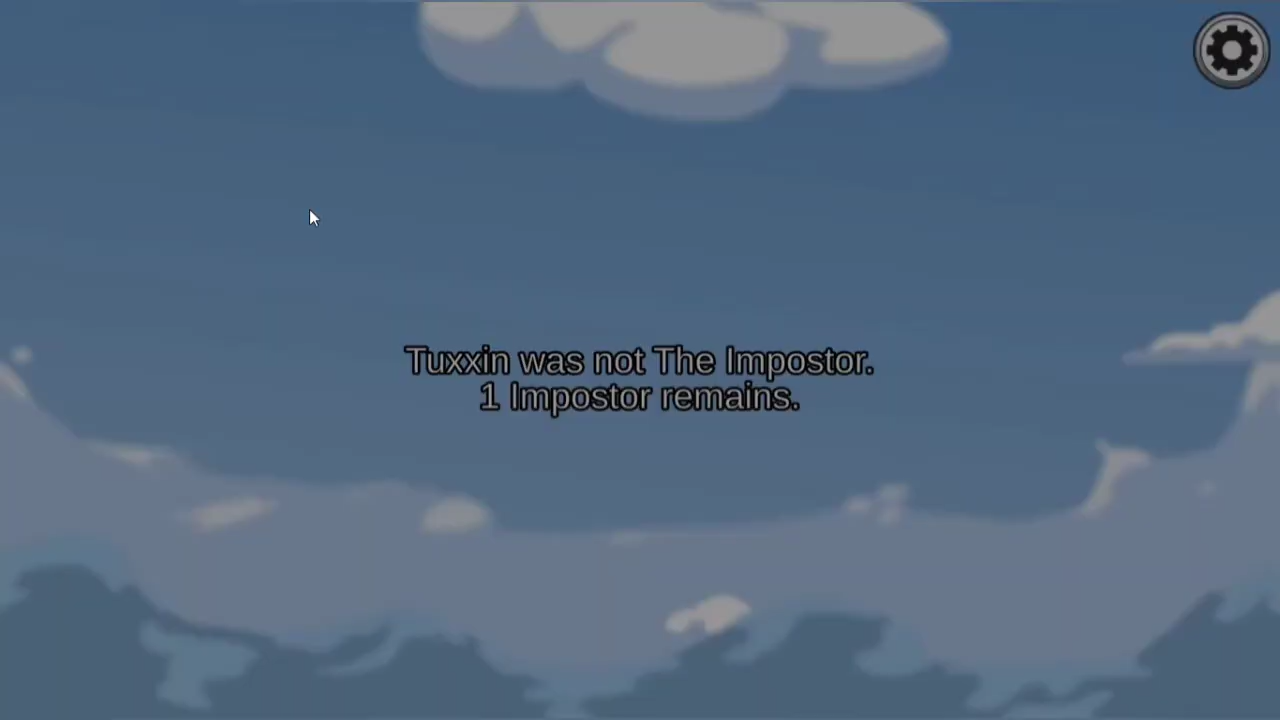 Tuxxin was not The Impostor.
1 Impostor remains.